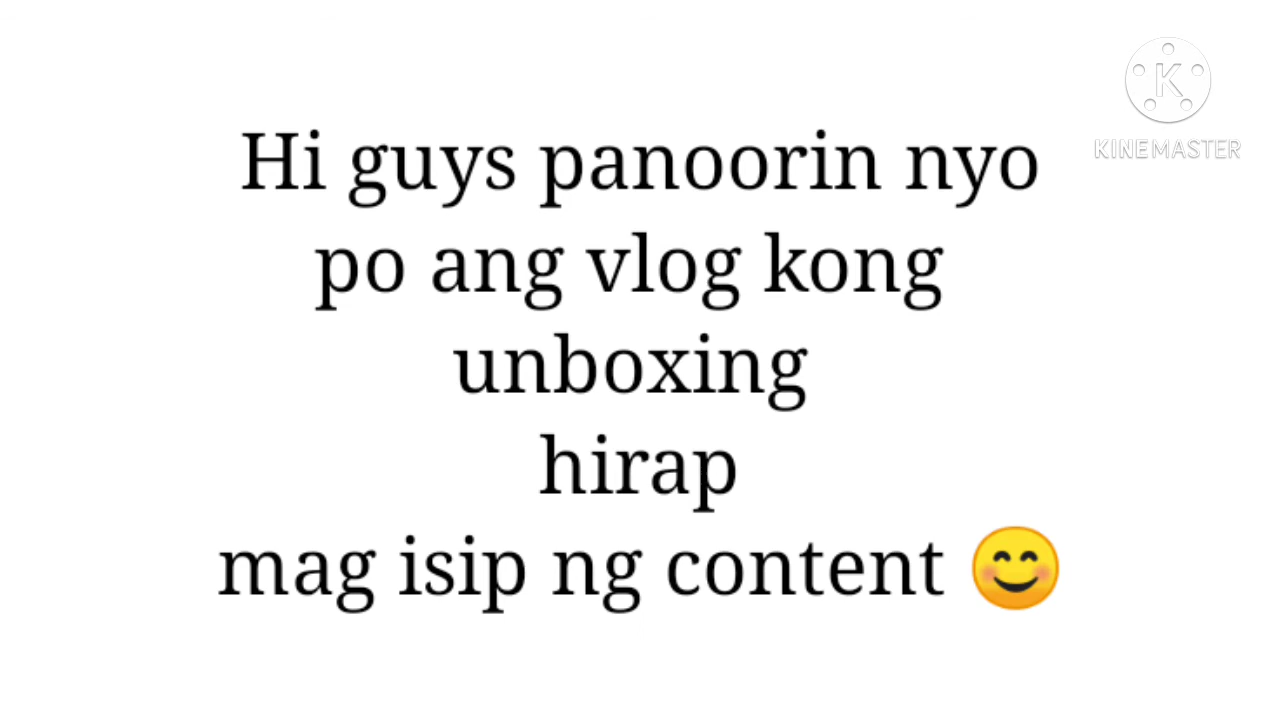 Hi guys panoorin nyo
po ang vlog kong
unboxing
hirap
mag isip ng content 😊
K
KINEMASTER